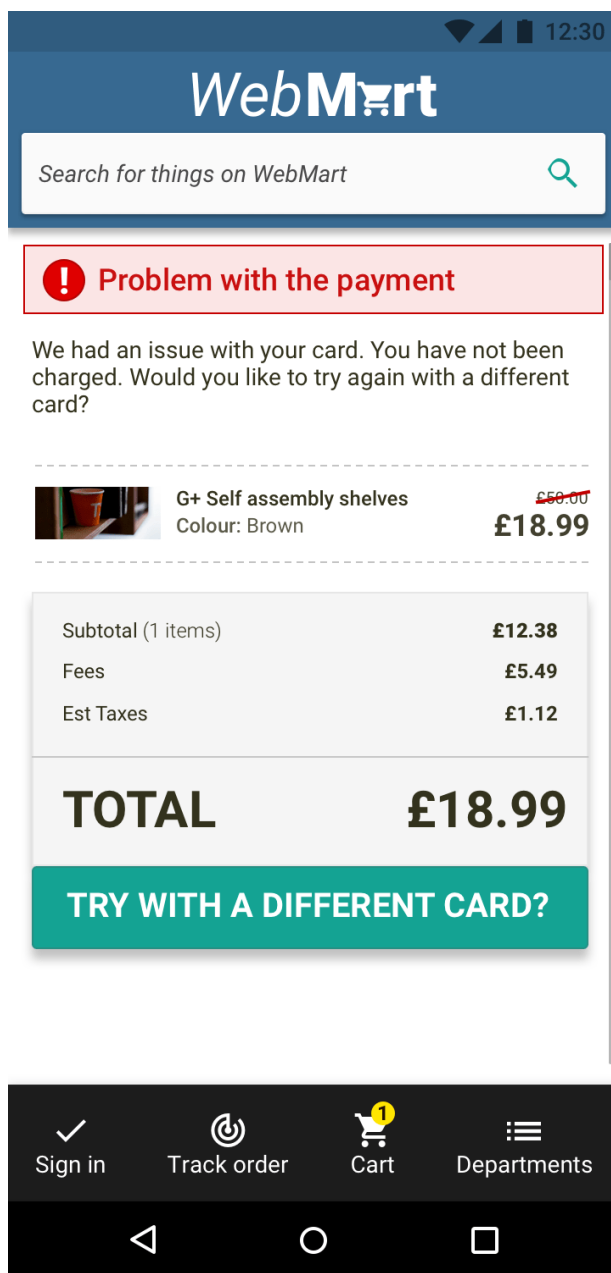 12:30
WebMart
Search for things on WebMart
Problem with the payment
We had an issue with your card. You have not been
charged. Would you like to try again with a different
card?
G+ Self assembly shelves £50.00
Colour: Brown £18.99
Subtotal (1 items) £12.38
Fees £5.49
Est Taxes £1.12
TOTAL £18.99
TRY WITH A DIFFERENT CARD?
1
Sign in Track order Cart Departments